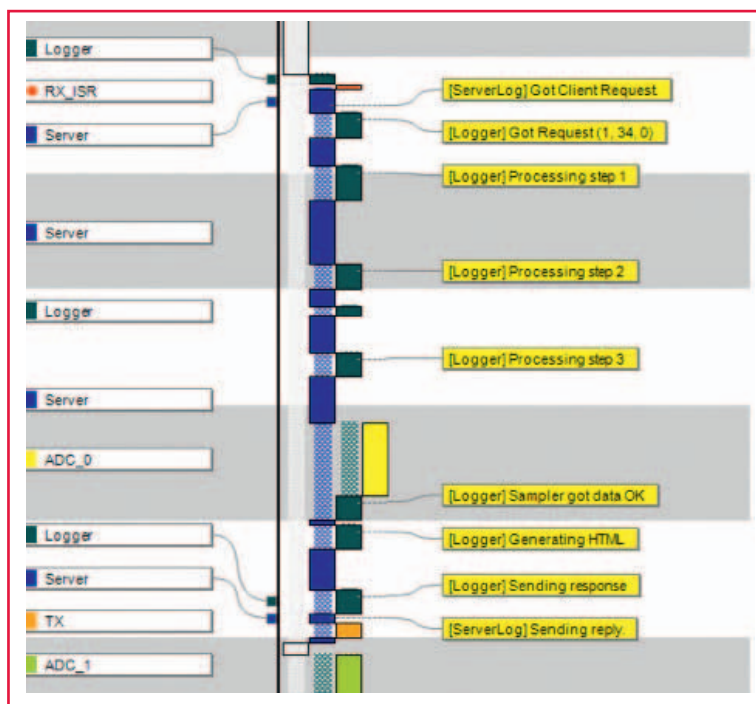 Logger
RX_ISR
Server
Server
Logger
Server
ADC_0
Logger
Server
TX
ADC_1
[ServerLog] Got Client Request.
[Logger] Got Request (1, 34, 0)
[Logger] Processing step 1
[Logger] Processing step 2
[Logger] Processing step 3
[Logger] Sampler got data OK
[Logger] Generating HTML
[Logger] Sending response
[ServerLog] Sending reply.